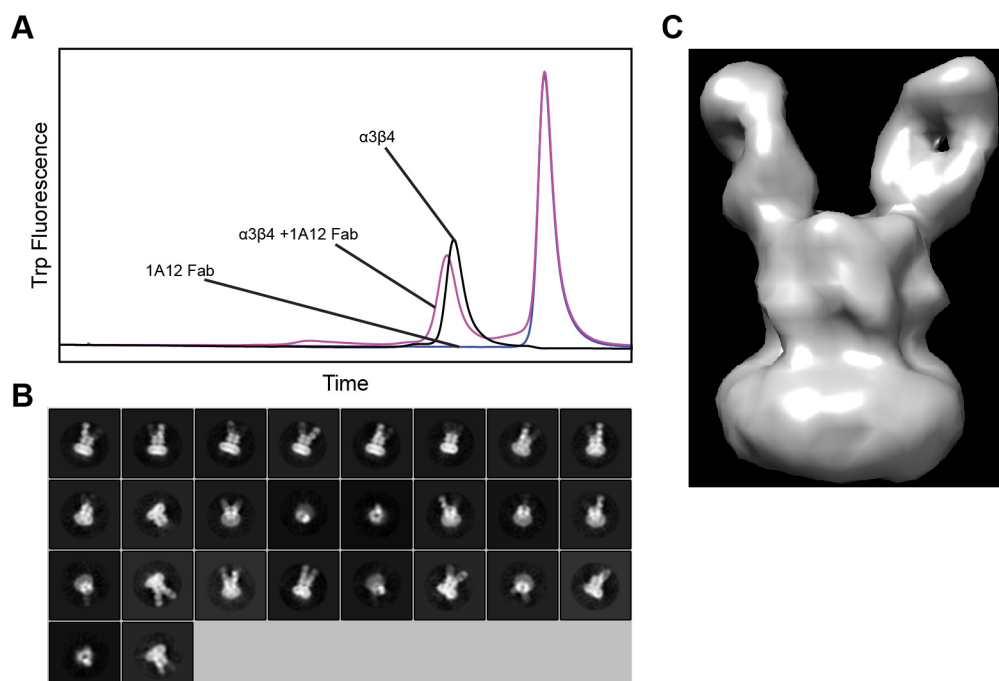 A
Trp Fluorescence
α3β4
α3β4 +1A12 Fab
1A12 Fab
Time
B
C